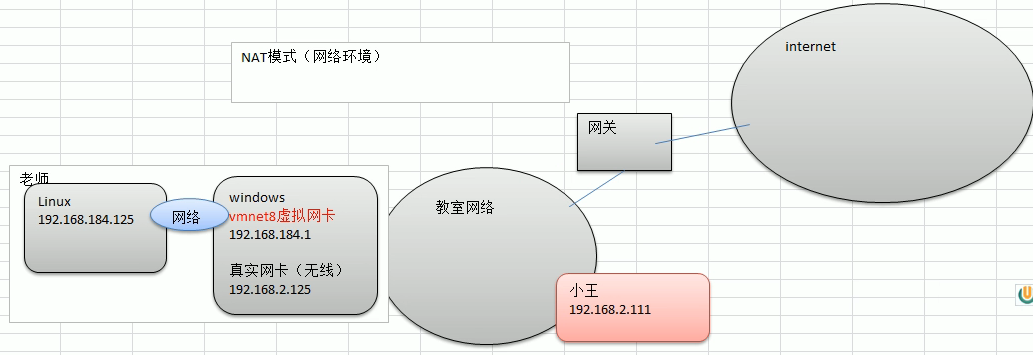 NAT模式（网络环境）
internet
网关
老师
Linux
192.168.184.125
网络
windows
vmnet8虚拟网卡
192.168.184.1
真实网卡（无线）
192.168.2.125
教室网络
小王
192.168.2.111